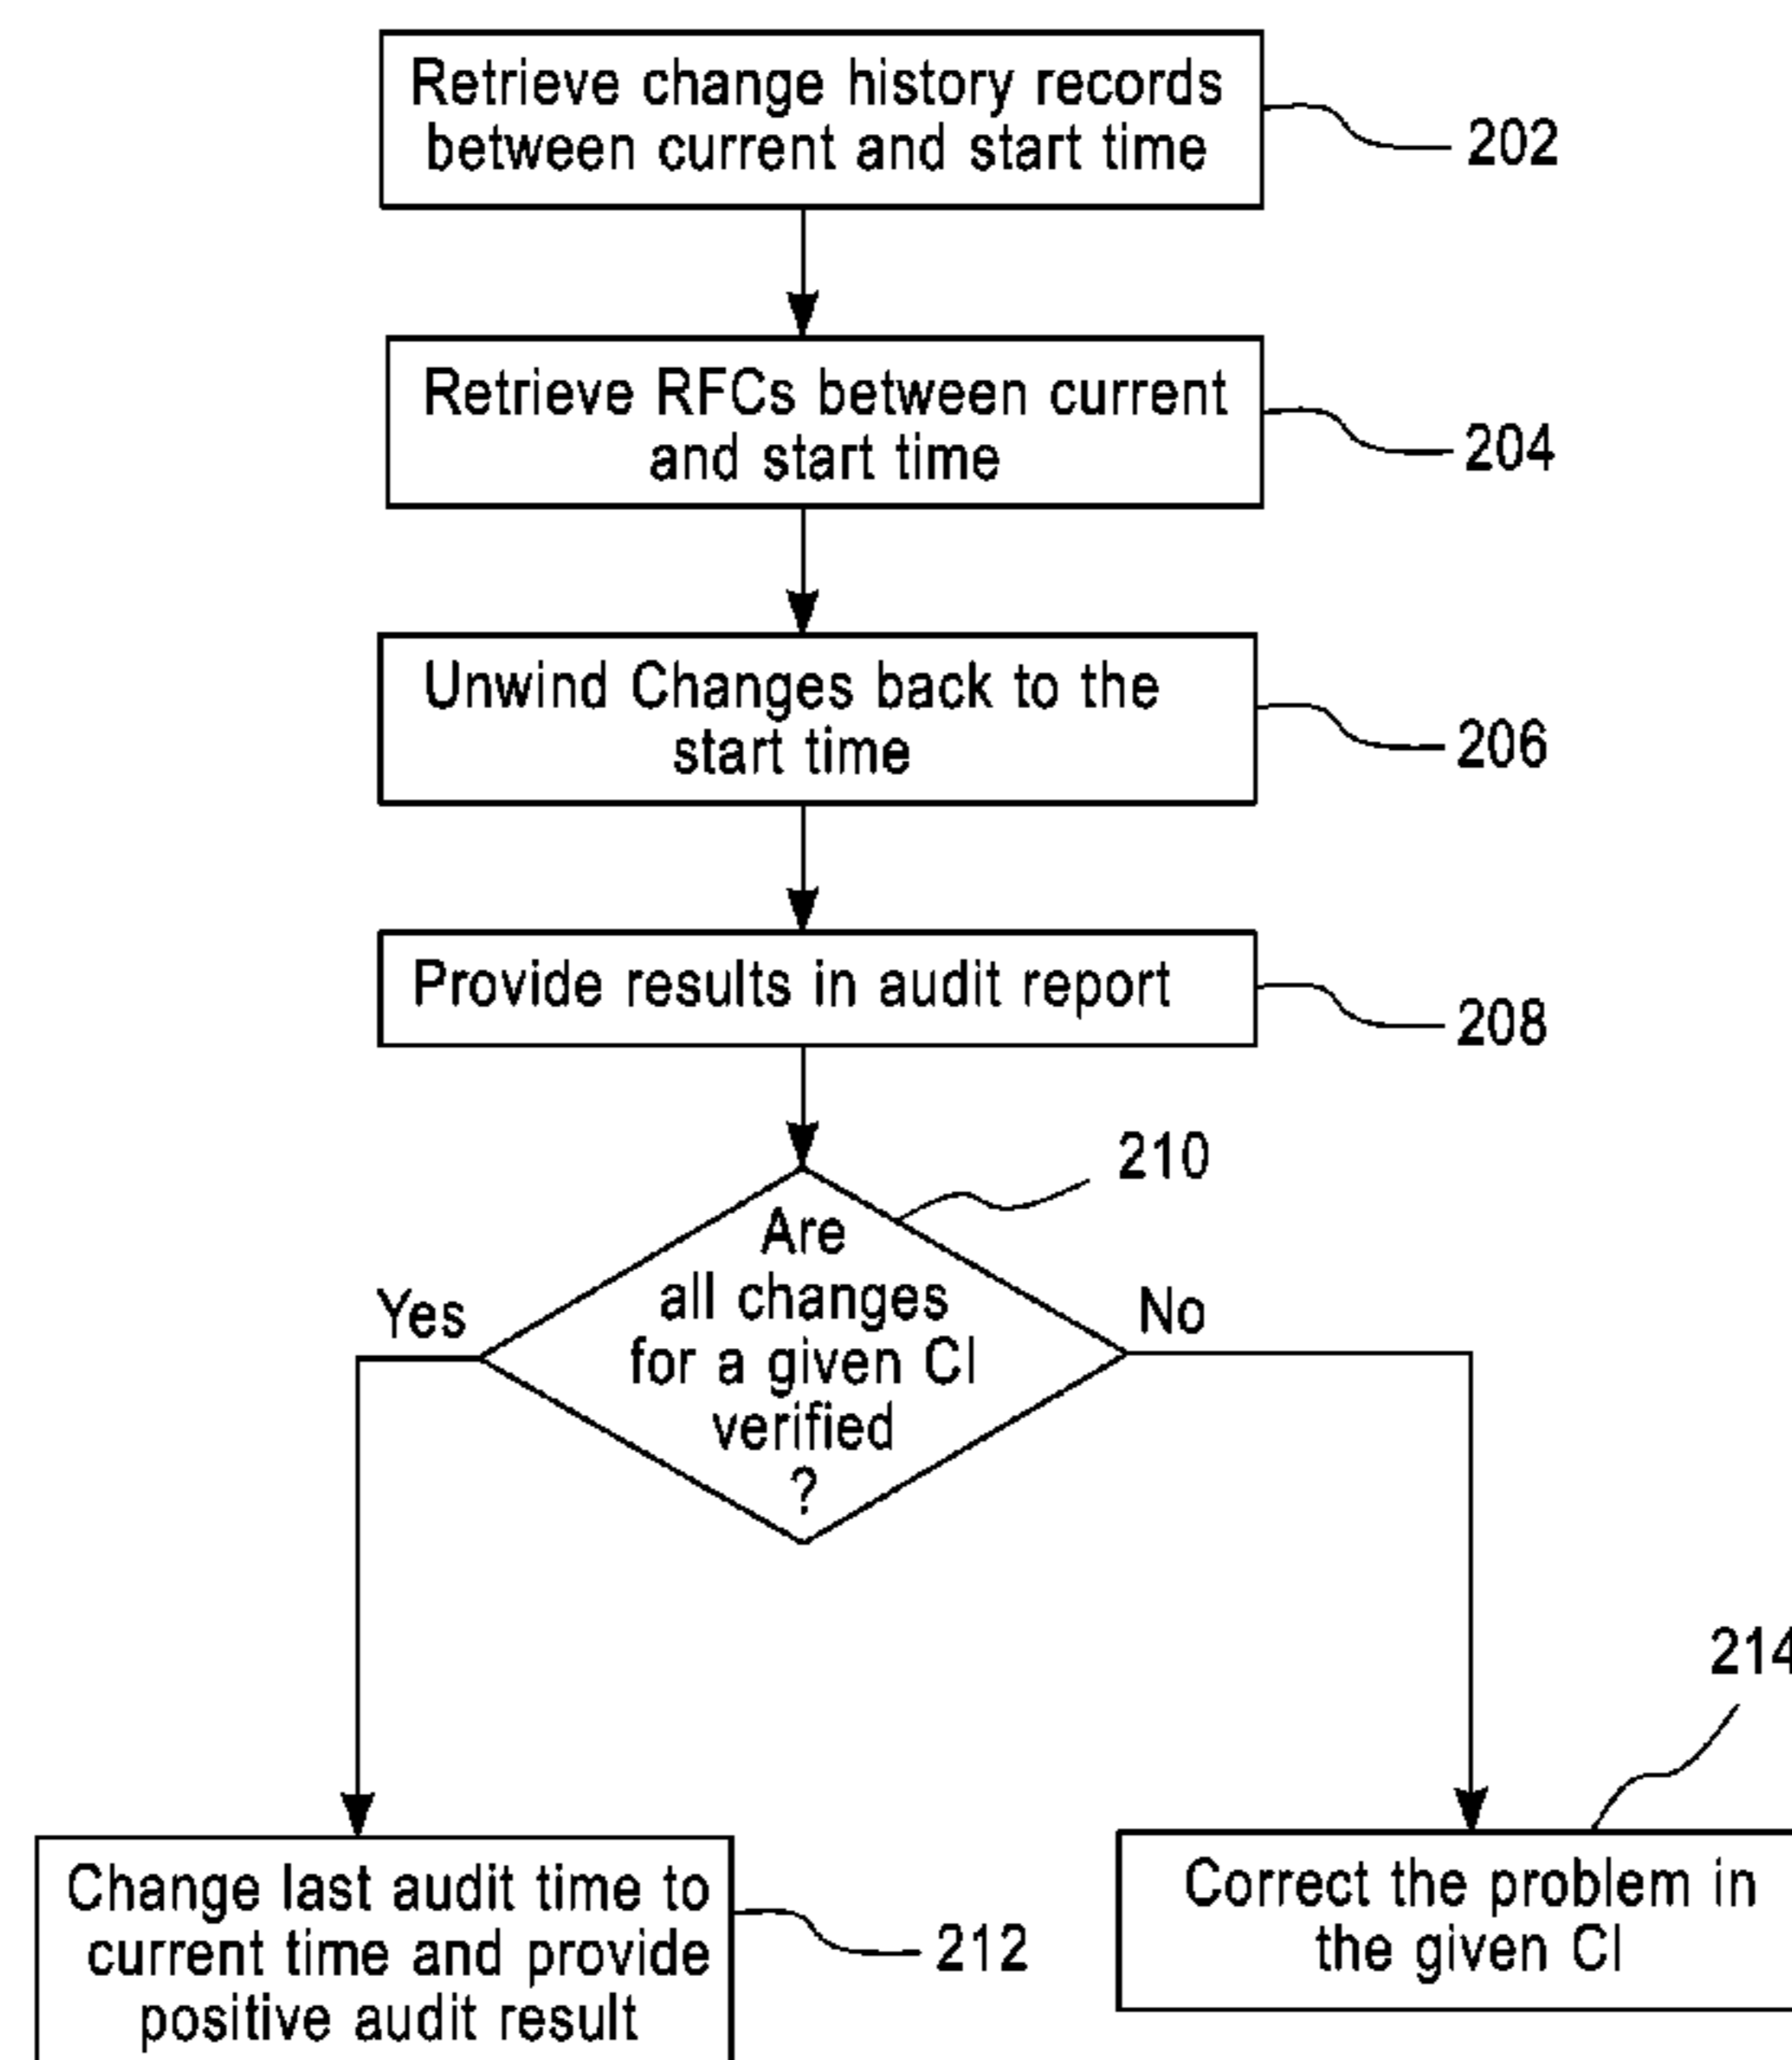 Retrieve change history records
between current and start time
202
Retrieve RFCs between current
and start time
204
Unwind Changes back to the
start time
206
Provide results in audit report
208
210
Are
all changes
for a given CI
verified
?
Yes
No
214
Change last audit time to
current time and provide
positive audit result
212
Correct the problem in
the given CI